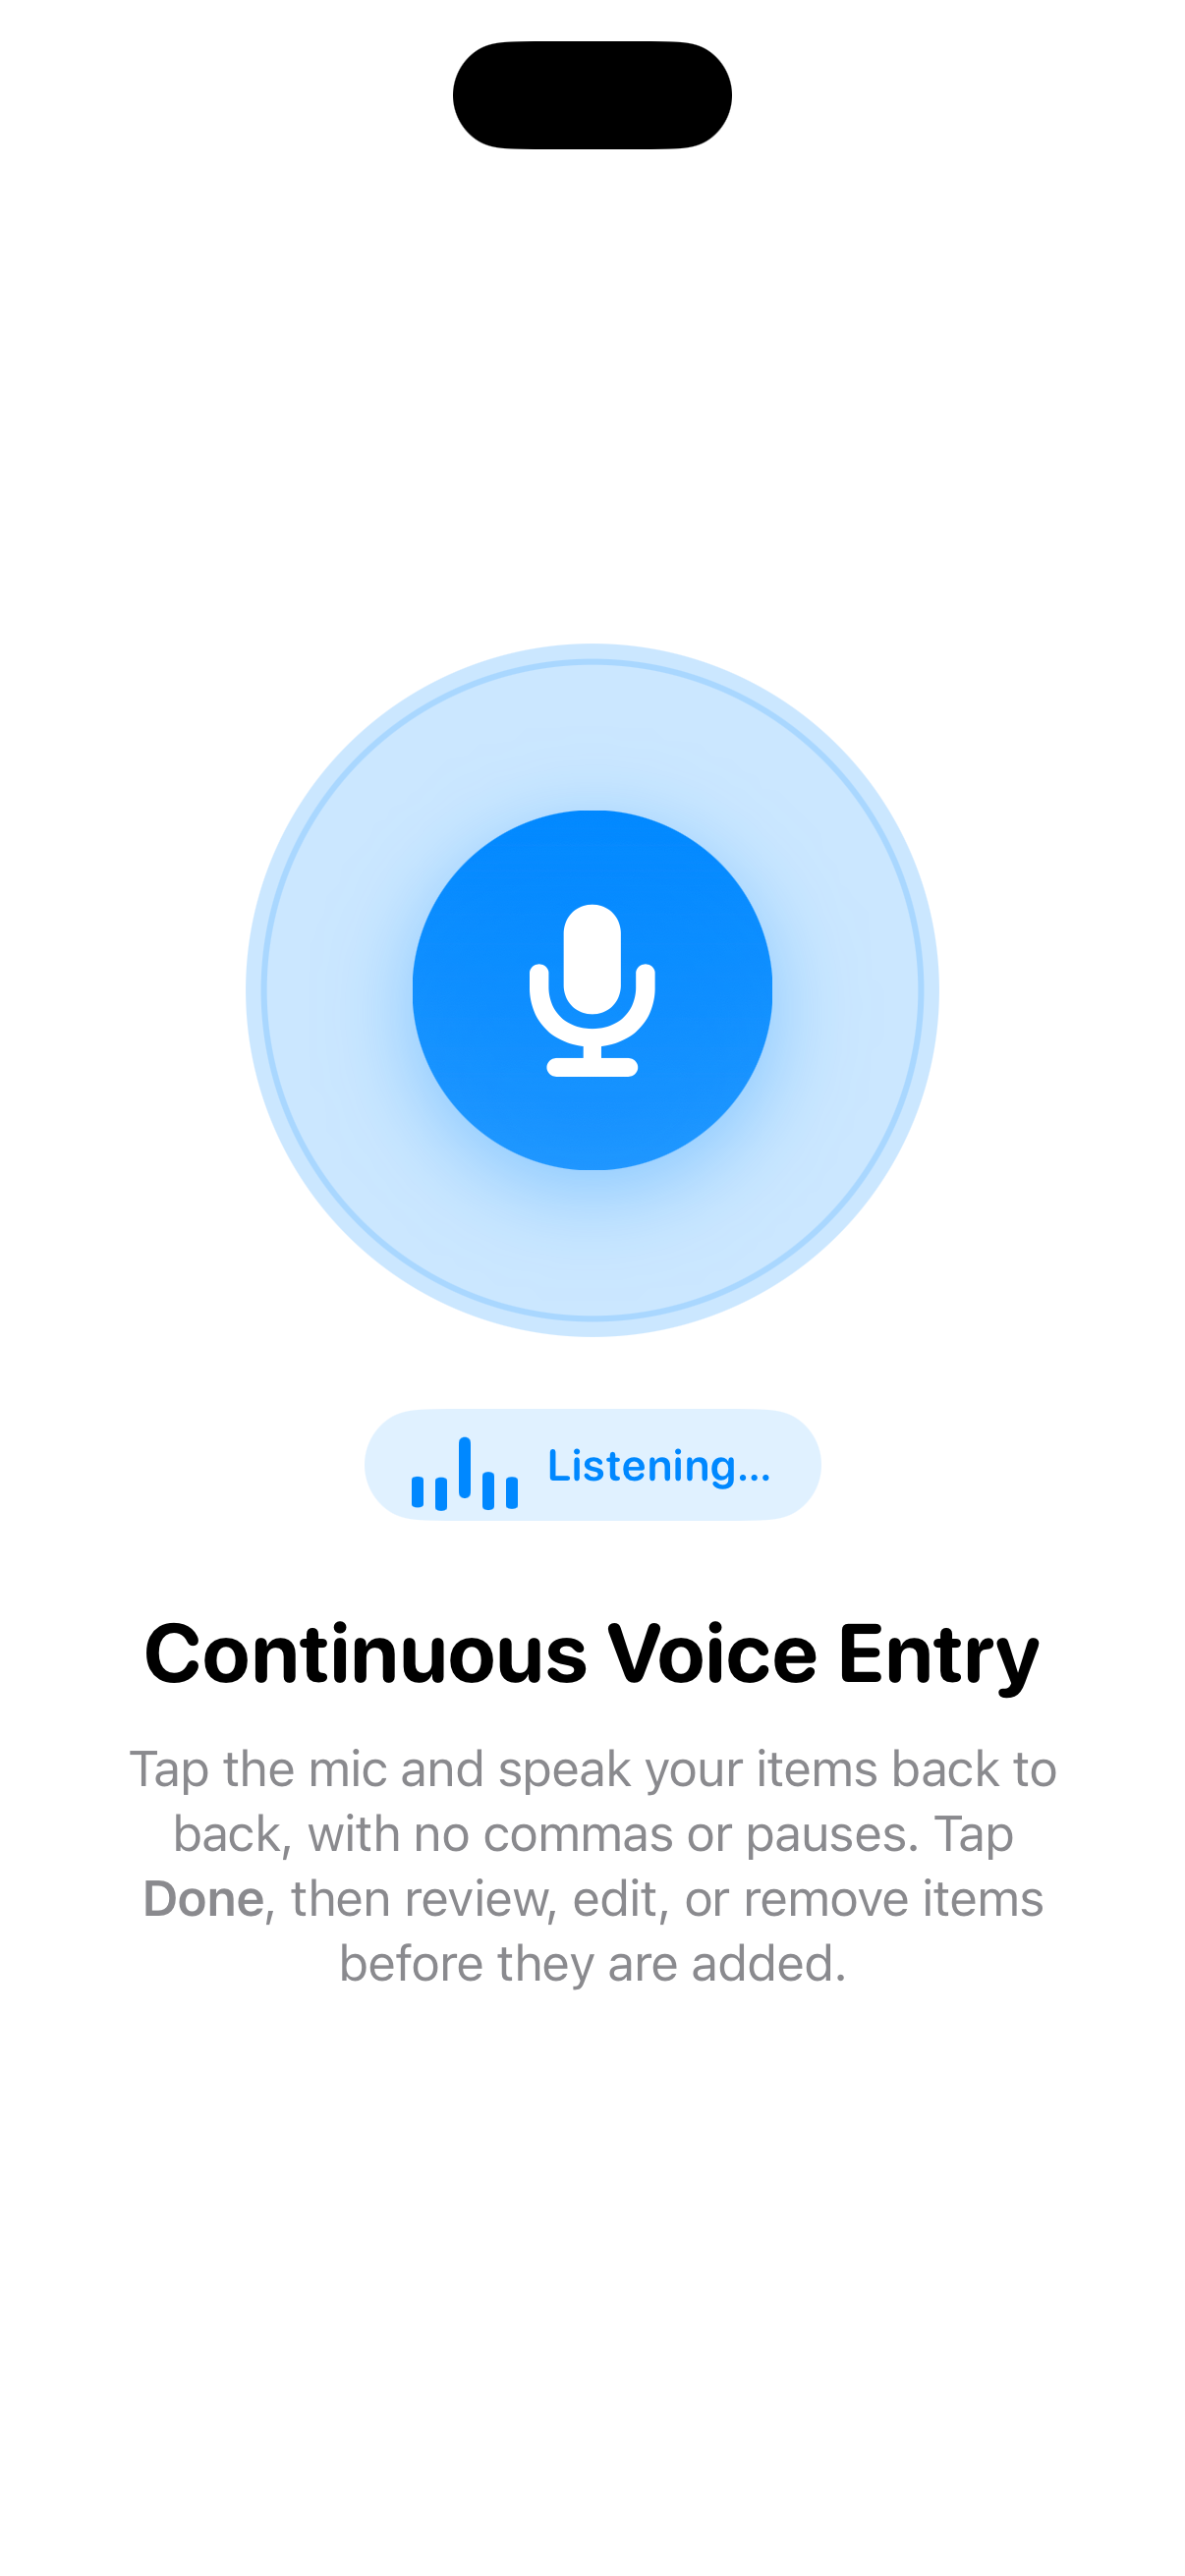 Listening...
Continuous Voice Entry
Tap the mic and speak your items back to
back, with no commas or pauses. Tap
Done, then review, edit, or remove items
before they are added.